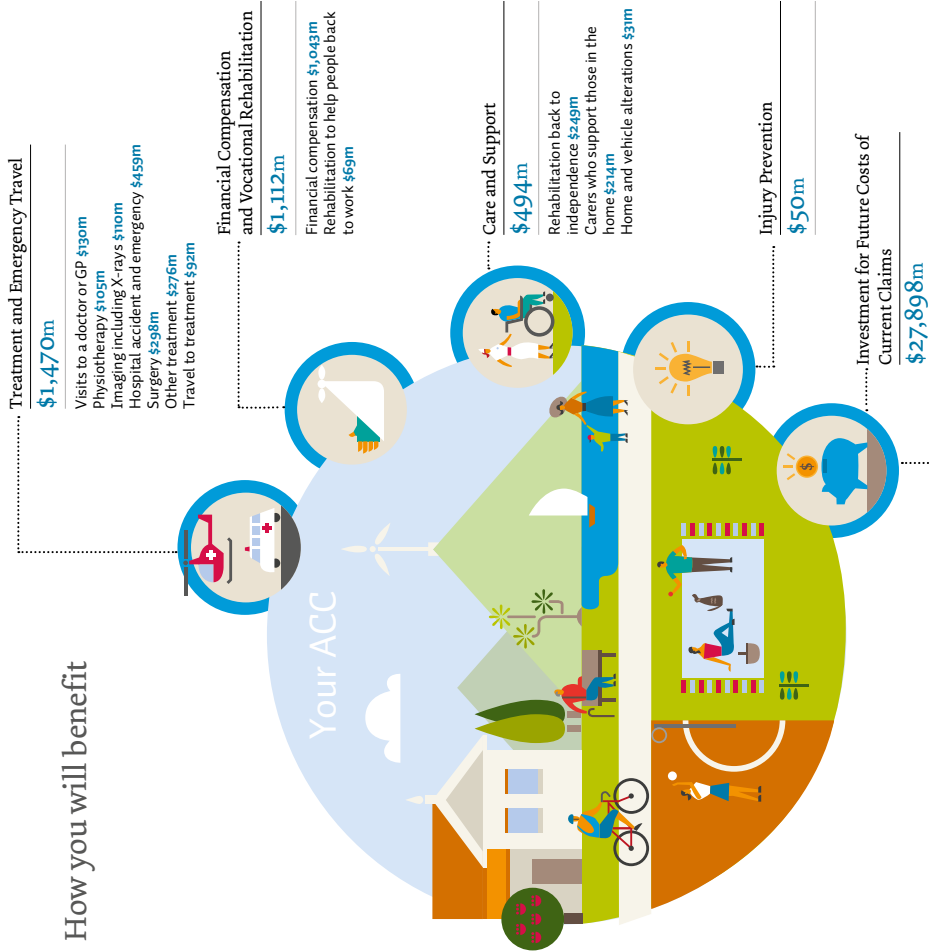 How you will benefit
Your ACC
Treatment and Emergency Travel
$1,470m
Visits to a doctor or GP $130m
Physiotherapy $105m
Imaging including X-rays $110m
Hospital accident and emergency $459m
Surgery $298m
Other treatment $276m
Travel to treatment $92m
Financial Compensation
and Vocational Rehabilitation
$1,112m
Financial compensation $1,043m
Rehabilitation to help people back
to work $69m
Care and Support
$494m
Rehabilitation back to
independence $249m
Carers who support those in the
home $214m
Home and vehicle alterations $31m
Injury Prevention
$50m
Investment for Future Costs of
Current Claims
$27,898m
$